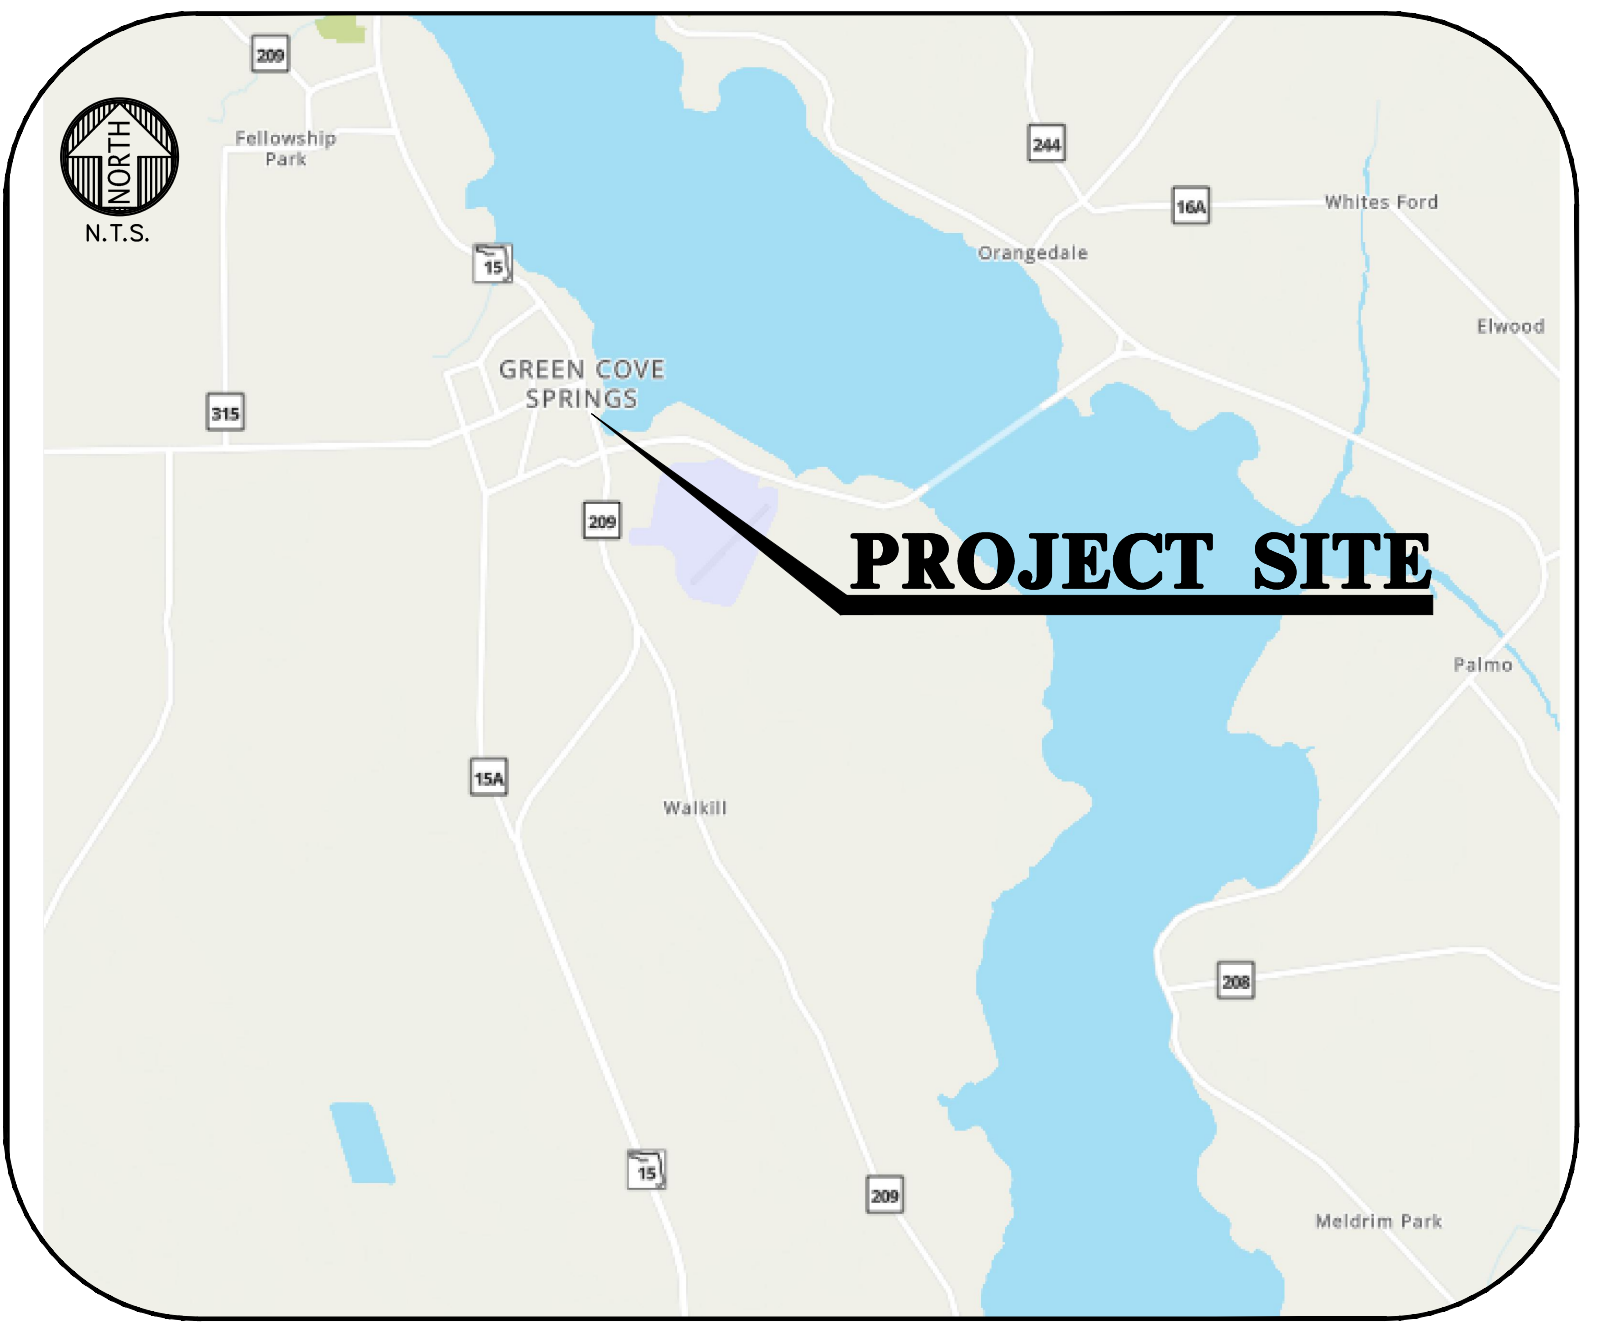 209
NORTH
N.T.S.
Fellowship
Park
244
16A
Whites Ford
Orangedale
15
Elwood
GREEN COVE
SPRINGS
315
209
PROJECT SITE
Palmo
15A
Walkill
208
15
209
Meldrim Park